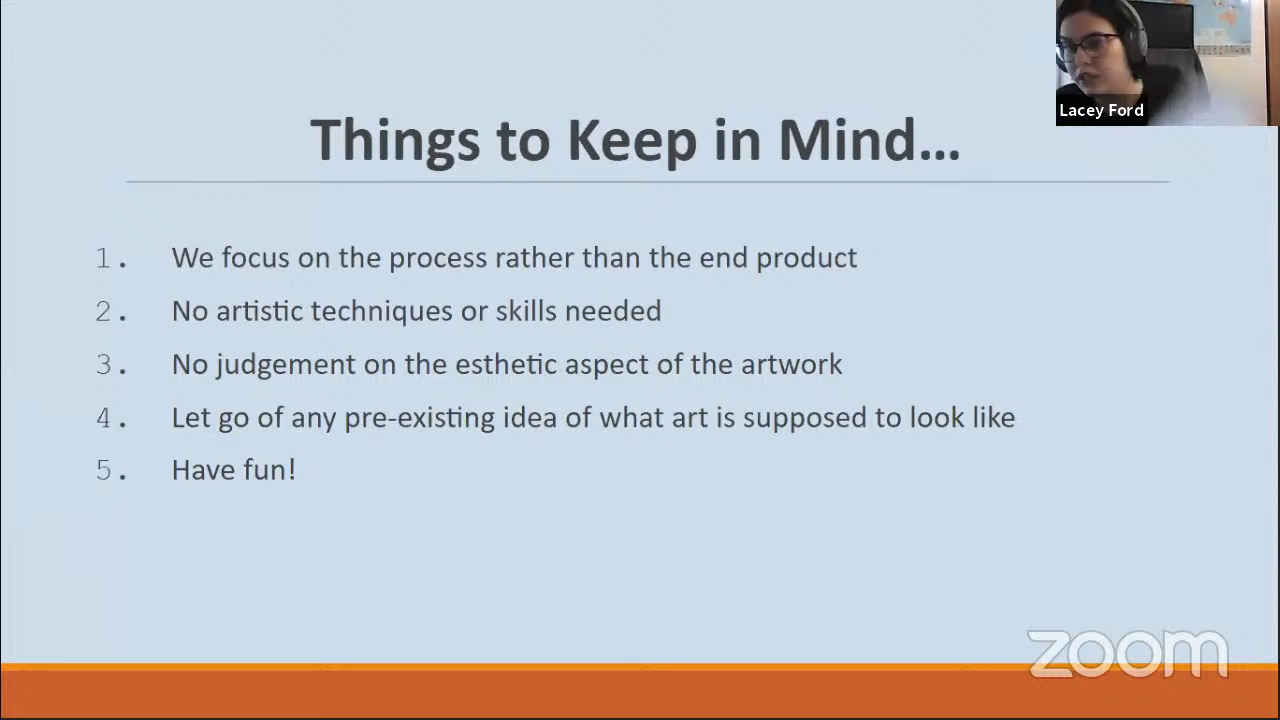 Lacey Ford
Things to Keep in Mind...
1. We focus on the process rather than the end product
2. No artistic techniques or skills needed
3. No judgement on the esthetic aspect of the artwork
4. Let go of any pre-existing idea of what art is supposed to look like
5. Have fun!
zoom